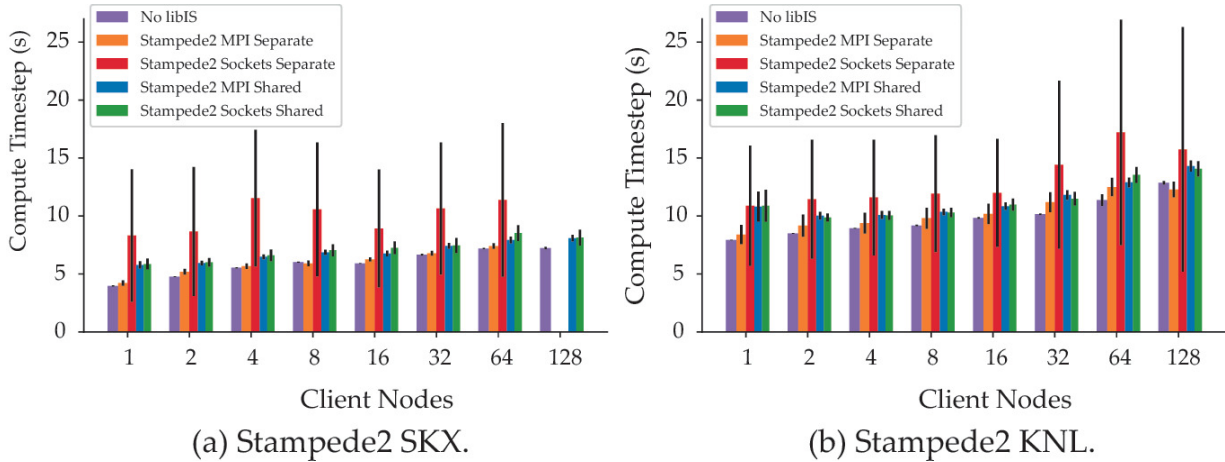 No libIS
Stampede2 MPI Separate
Stampede2 Sockets Separate
Stampede2 MPI Shared
Stampede2 Sockets Shared
Compute Timestep (s)
25
20
15
10
5
0
1 2 4 8 16 32 64 128
Client Nodes
(a) Stampede2 SKX.
No libIS
Stampede2 MPI Separate
Stampede2 Sockets Separate
Stampede2 MPI Shared
Stampede2 Sockets Shared
Compute Timestep (s)
25
20
15
10
5
0
1 2 4 8 16 32 64 128
Client Nodes
(b) Stampede2 KNL.